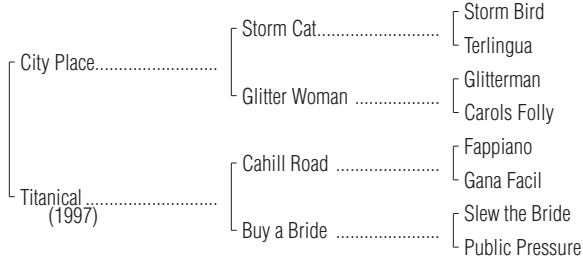 Storm Bird
Storm Cat..............................
Terlingua
City Place..............................
Glitterman
Glitter Woman .....................
Carols Folly
Fappiano
Cahill Road ..........................
Gana Facil
Titanical .................................
(1997)
Slew the Bride
Buy a Bride ..........................
Public Pressure